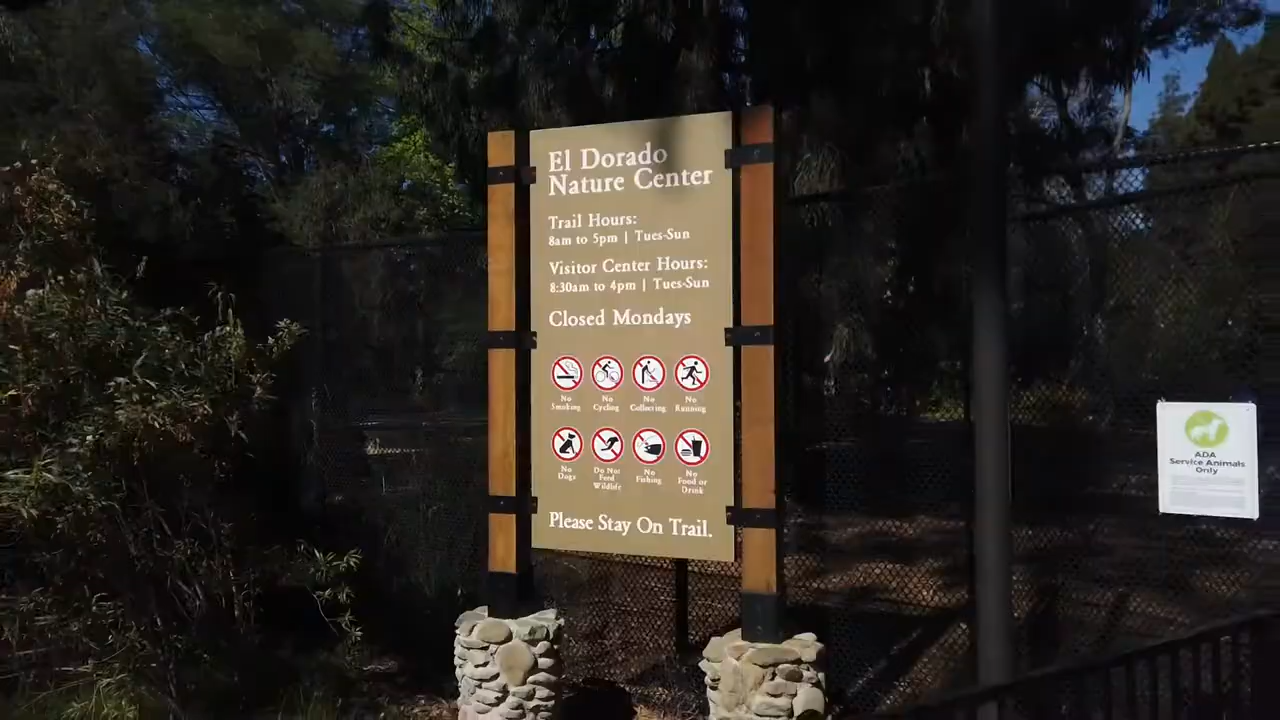 El Dorado
Nature Center
Trail Hours:
8am to 5pm | Tues-Sun
Visitor Center Hours:
8:30am to 4pm | Tues-Sun
Closed Mondays
No
Smoking
No
Cycling
No
Collecting
No
Running
No
Dogs
Do Not
Feed
Wildlife
No
Fishing
No
Food or
Drink
Please Stay On Trail.
ADA
Service Animals
Only